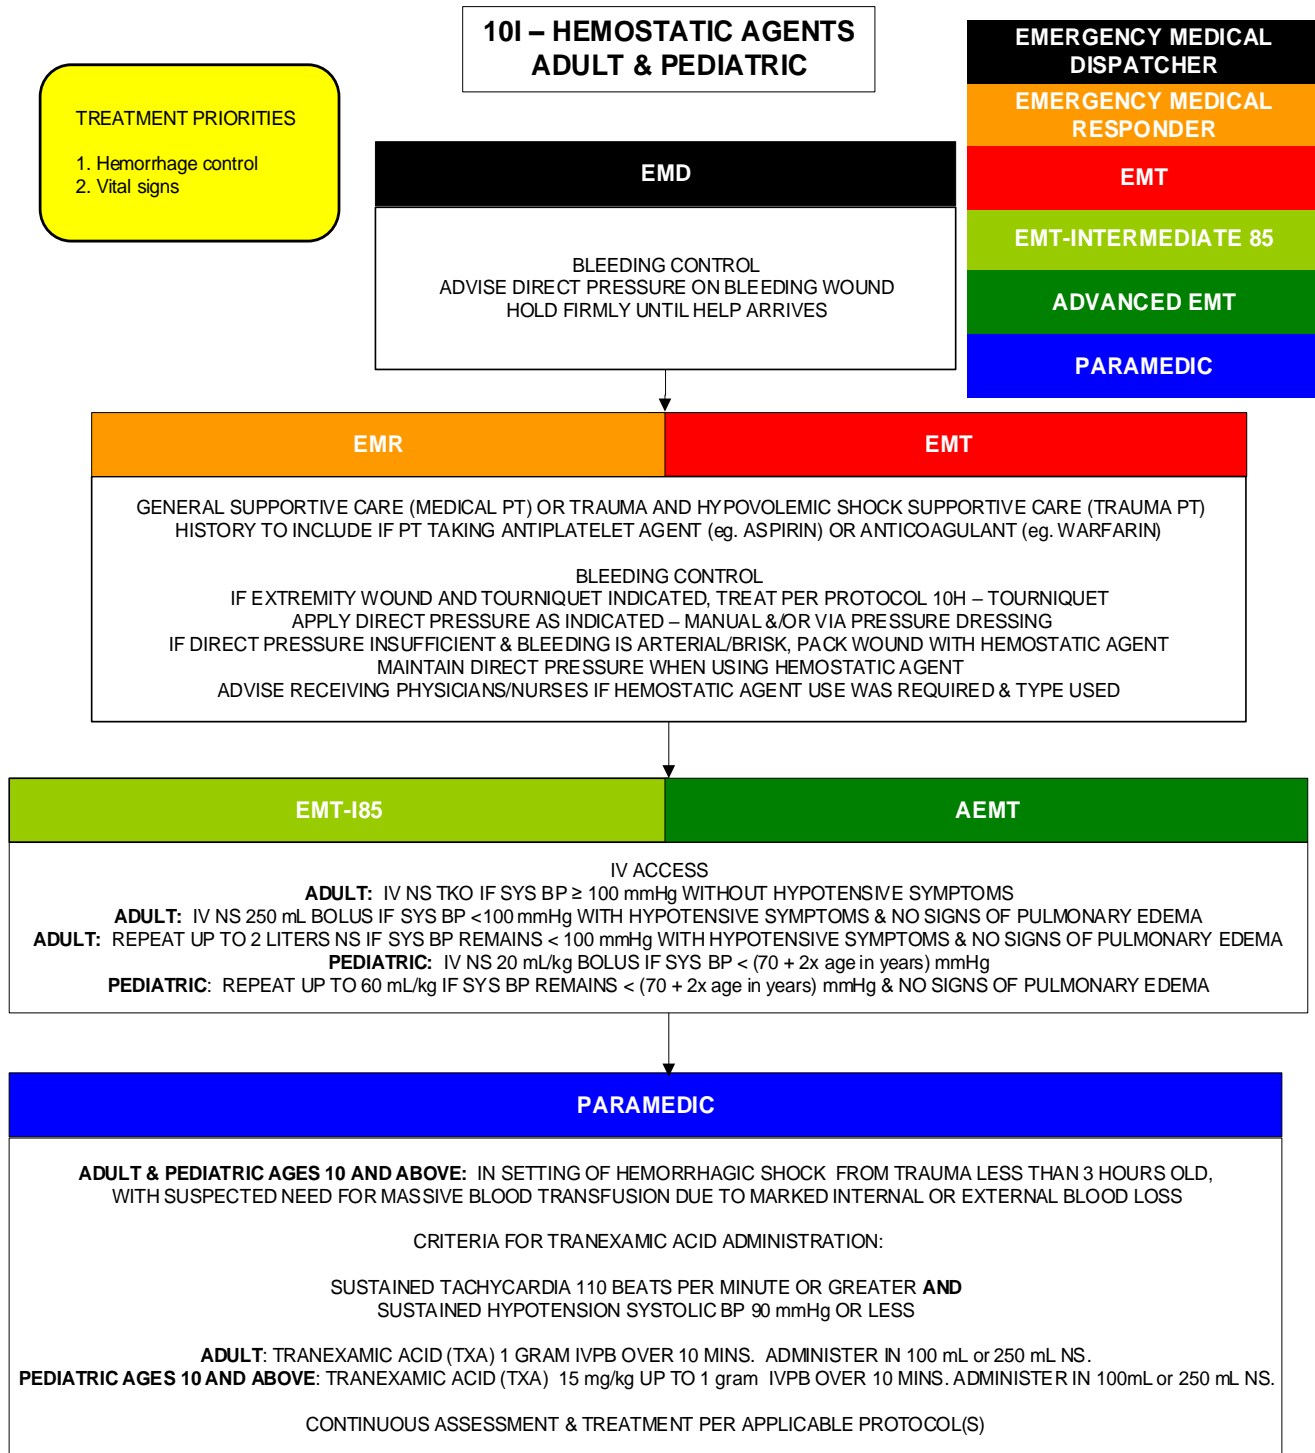 10I – HEMOSTATIC AGENTS
ADULT & PEDIATRIC
EMERGENCY MEDICAL
DISPATCHER
EMERGENCY MEDICAL
RESPONDER
EMT
EMT-INTERMEDIATE 85
ADVANCED EMT
PARAMEDIC
TREATMENT PRIORITIES
1. Hemorrhage control
2. Vital signs
EMD
BLEEDING CONTROL
ADVISE DIRECT PRESSURE ON BLEEDING WOUND
HOLD FIRMLY UNTIL HELP ARRIVES
EMR
EMT
GENERAL SUPPORTIVE CARE (MEDICAL PT) OR TRAUMA AND HYPOVOLEMIC SHOCK SUPPORTIVE CARE (TRAUMA PT)
HISTORY TO INCLUDE IF PT TAKING ANTIPLATELET AGENT (eg. ASPIRIN) OR ANTICOAGULANT (eg. WARFARIN)
BLEEDING CONTROL
IF EXTREMITY WOUND AND TOURNIQUET INDICATED, TREAT PER PROTOCOL 10H – TOURNIQUET
APPLY DIRECT PRESSURE AS INDICATED – MANUAL &/OR VIA PRESSURE DRESSING
IF DIRECT PRESSURE INSUFFICIENT & BLEEDING IS ARTERIAL/BRISK, PACK WOUND WITH HEMOSTATIC AGENT
MAINTAIN DIRECT PRESSURE WHEN USING HEMOSTATIC AGENT
ADVISE RECEIVING PHYSICIANS/NURSES IF HEMOSTATIC AGENT USE WAS REQUIRED & TYPE USED
EMT-I85
AEMT
IV ACCESS
ADULT: IV NS TKO IF SYS BP ≥ 100 mmHg WITHOUT HYPOTENSIVE SYMPTOMS
ADULT: IV NS 250 mL BOLUS IF SYS BP <100 mmHg WITH HYPOTENSIVE SYMPTOMS & NO SIGNS OF PULMONARY EDEMA
ADULT: REPEAT UP TO 2 LITERS NS IF SYS BP REMAINS < 100 mmHg WITH HYPOTENSIVE SYMPTOMS & NO SIGNS OF PULMONARY EDEMA
PEDIATRIC: IV NS 20 mL/kg BOLUS IF SYS BP < (70 + 2x age in years) mmHg
PEDIATRIC: REPEAT UP TO 60 mL/kg IF SYS BP REMAINS < (70 + 2x age in years) mmHg & NO SIGNS OF PULMONARY EDEMA
PARAMEDIC
ADULT & PEDIATRIC AGES 10 AND ABOVE: IN SETTING OF HEMORRHAGIC SHOCK FROM TRAUMA LESS THAN 3 HOURS OLD,
WITH SUSPECTED NEED FOR MASSIVE BLOOD TRANSFUSION DUE TO MARKED INTERNAL OR EXTERNAL BLOOD LOSS
CRITERIA FOR TRANEXAMIC ACID ADMINISTRATION:
SUSTAINED TACHYCARDIA 110 BEATS PER MINUTE OR GREATER AND
SUSTAINED HYPOTENSION SYSTOLIC BP 90 mmHg OR LESS
ADULT: TRANEXAMIC ACID (TXA) 1 GRAM IVPB OVER 10 MINS. ADMINISTER IN 100 mL or 250 mL NS.
PEDIATRIC AGES 10 AND ABOVE: TRANEXAMIC ACID (TXA) 15 mg/kg UP TO 1 gram IVPB OVER 10 MINS. ADMINISTER IN 100mL or 250 mL NS.
CONTINUOUS ASSESSMENT & TREATMENT PER APPLICABLE PROTOCOL(S)